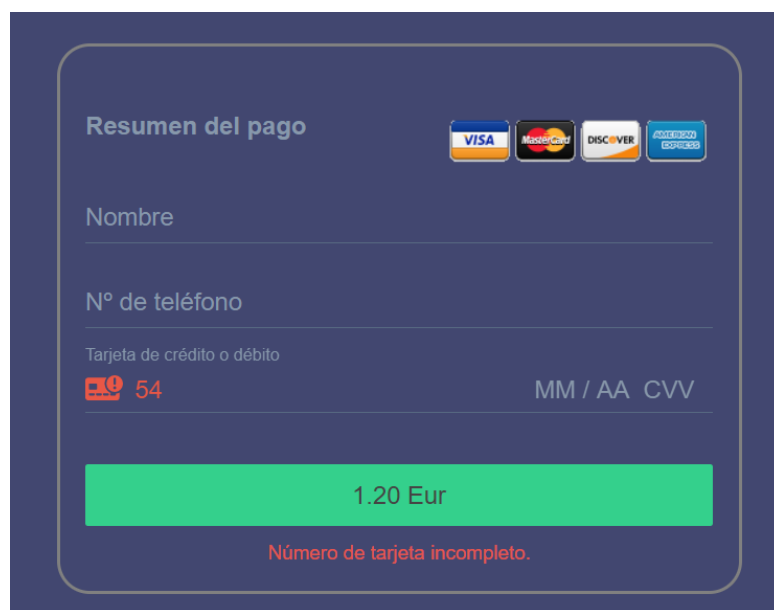 Resumen del pago
VISA MasterCard DISCOVER AMERICAN EXPRESS
Nombre
Nº de teléfono
Tarjeta de crédito o débito
54 MM / AA CVV
1.20 Eur
Número de tarjeta incompleto.